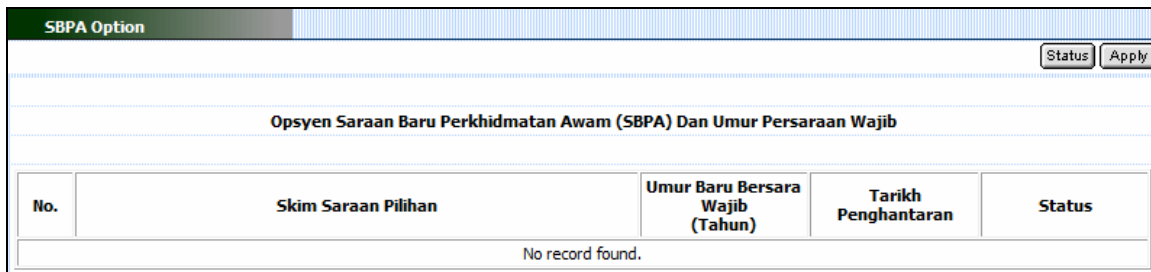 SBPA Option
Status Apply
Opsyen Saraan Baru Perkhidmatan Awam (SBPA) Dan Umur Persaraan Wajib
No. Skim Saraan Pilihan Umur Baru Bersara Wajib (Tahun) Tarikh Penghantaran Status
No record found.